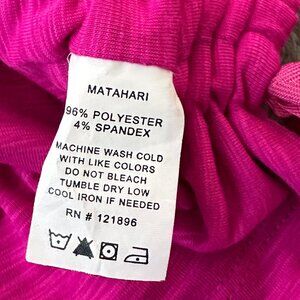 MATAHARI
96% POLYESTER
4% SPANDEX
MACHINE WASH COLD
WITH LIKE COLORS
DO NOT BLEACH
TUMBLE DRY LOW
COOL IRON IF NEEDED
RN # 121896